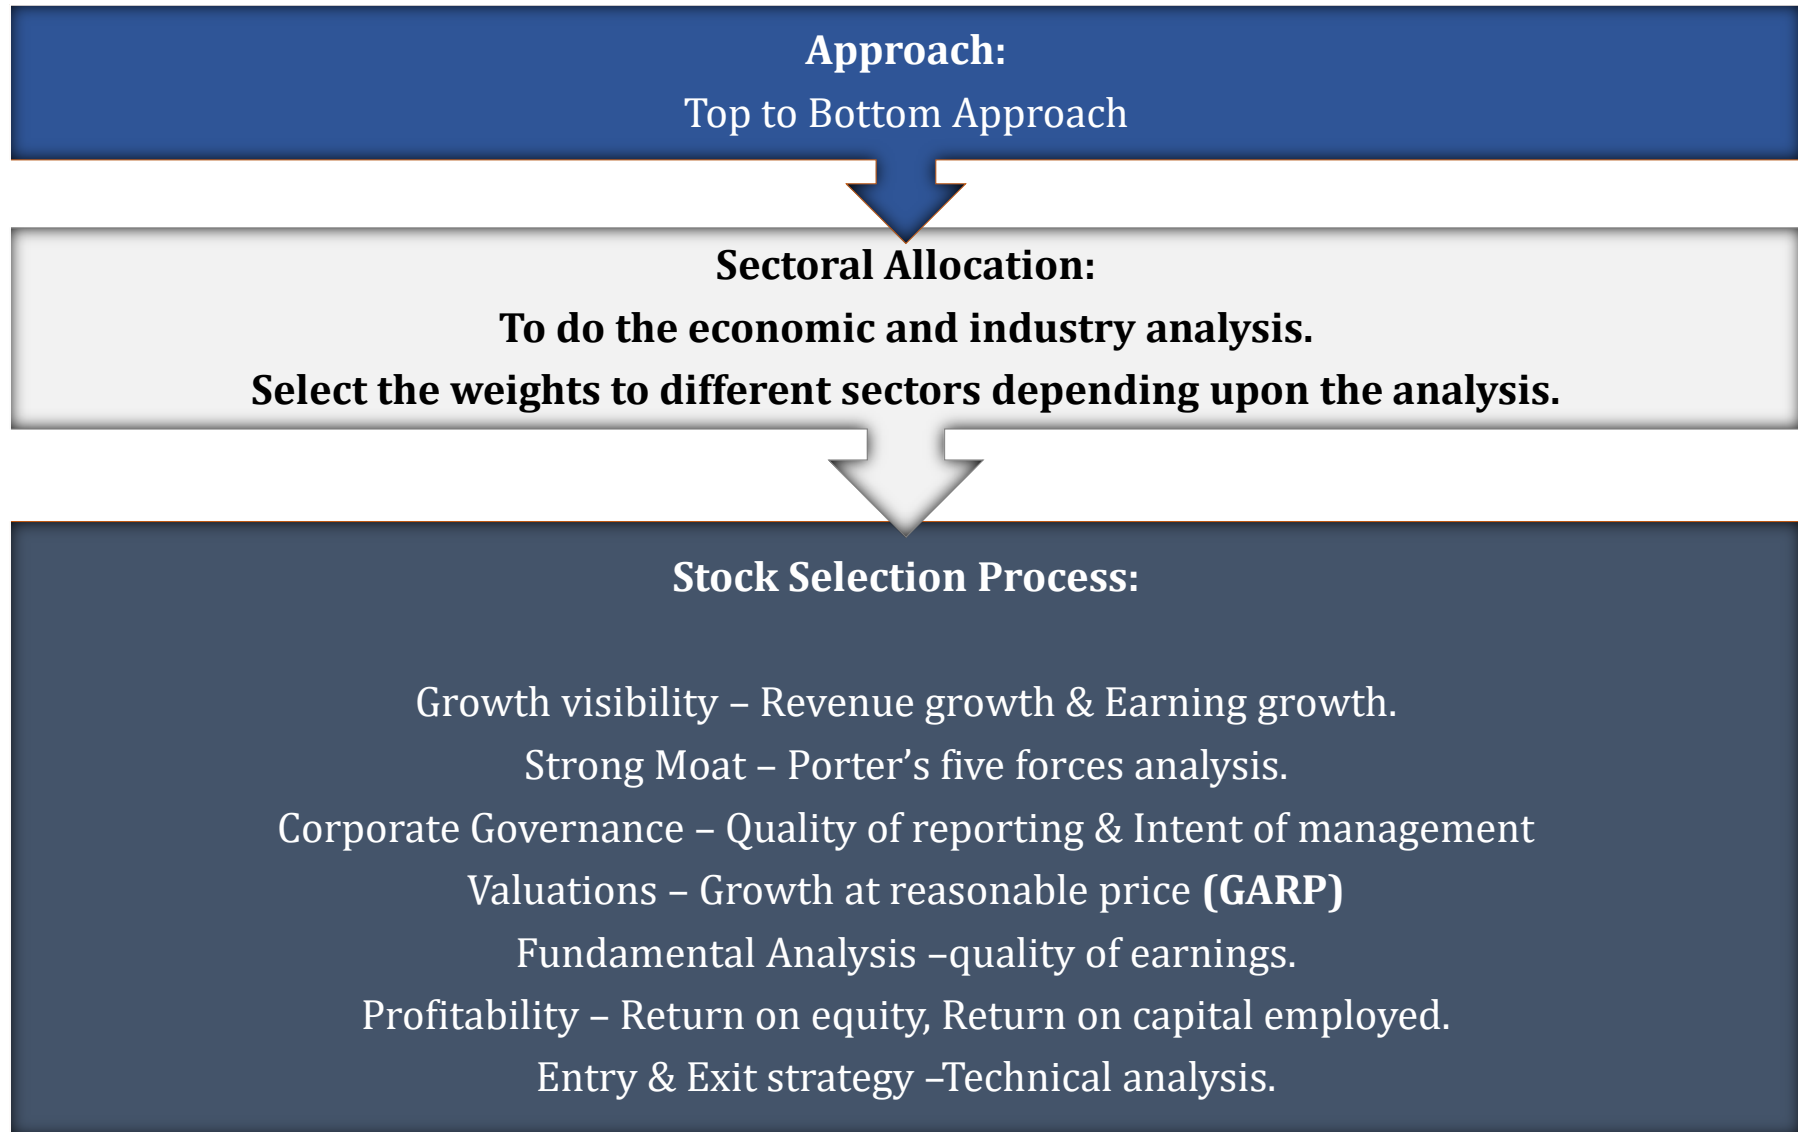 Approach:
Top to Bottom Approach
Sectoral Allocation:
To do the economic and industry analysis.
Select the weights to different sectors depending upon the analysis.
Stock Selection Process:
Growth visibility – Revenue growth & Earning growth.
Strong Moat – Porter’s five forces analysis.
Corporate Governance – Quality of reporting & Intent of management
Valuations – Growth at reasonable price (GARP)
Fundamental Analysis –quality of earnings.
Profitability – Return on equity, Return on capital employed.
Entry & Exit strategy –Technical analysis.